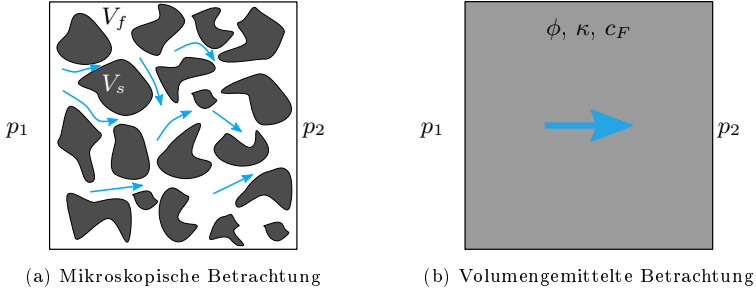 V_f
V_s
p_1
p_2
(a) Mikroskopische Betrachtung
ϕ, κ, c_F
p_1
p_2
(b) Volumengemittelte Betrachtung